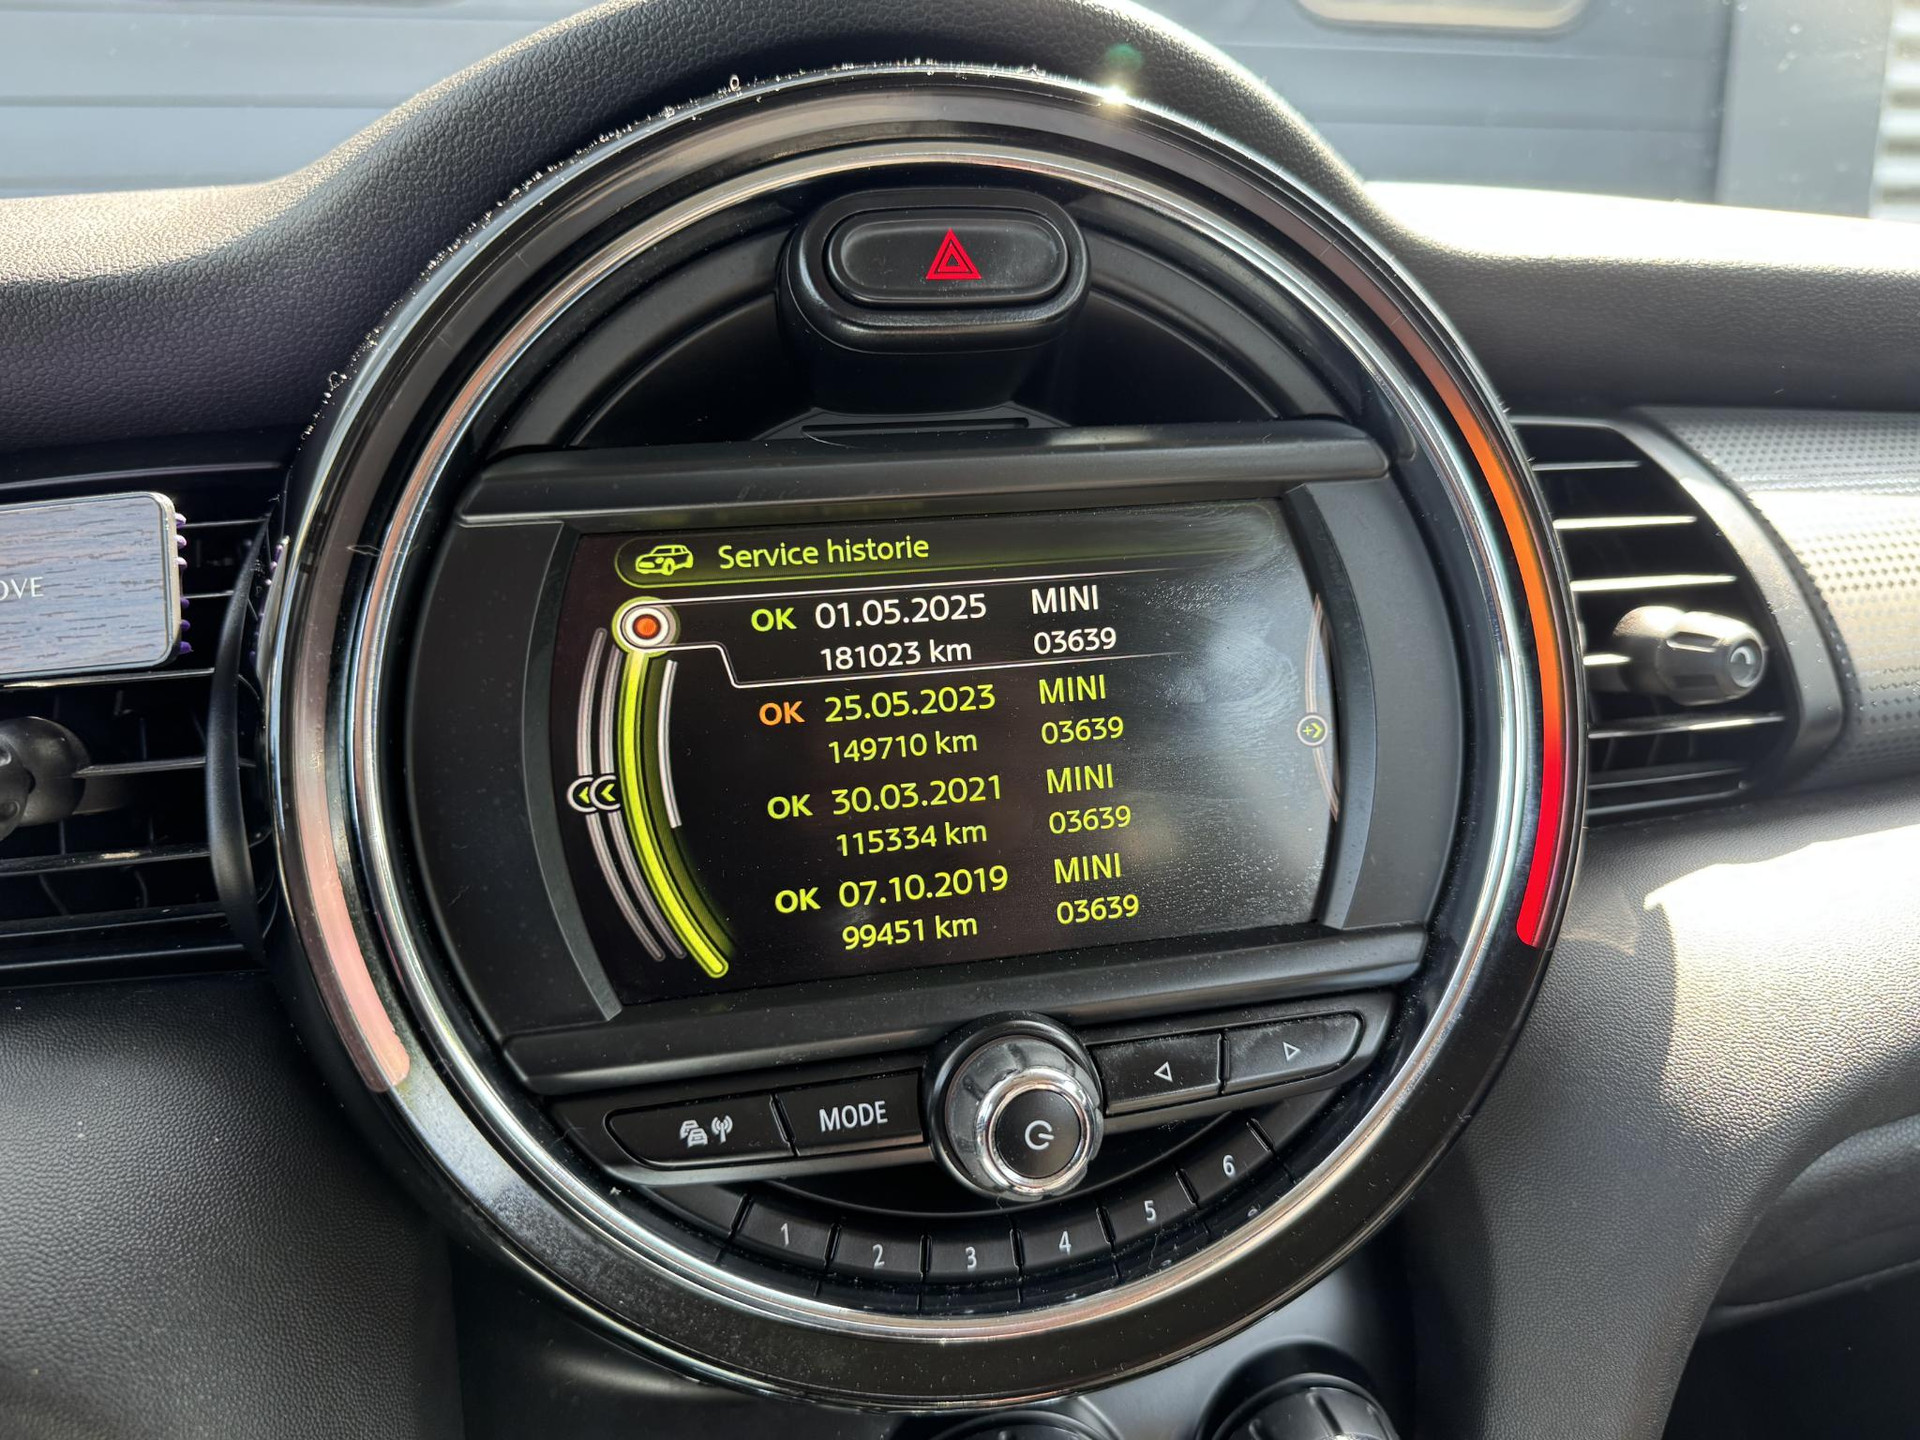 Service historie
OK 01.05.2025 MINI
181023 km 03639
OK 25.05.2023 MINI
149710 km 03639
OK 30.03.2021 MINI
115334 km 03639
OK 07.10.2019 MINI
99451 km 03639
MODE
1 2 3 4 5 6